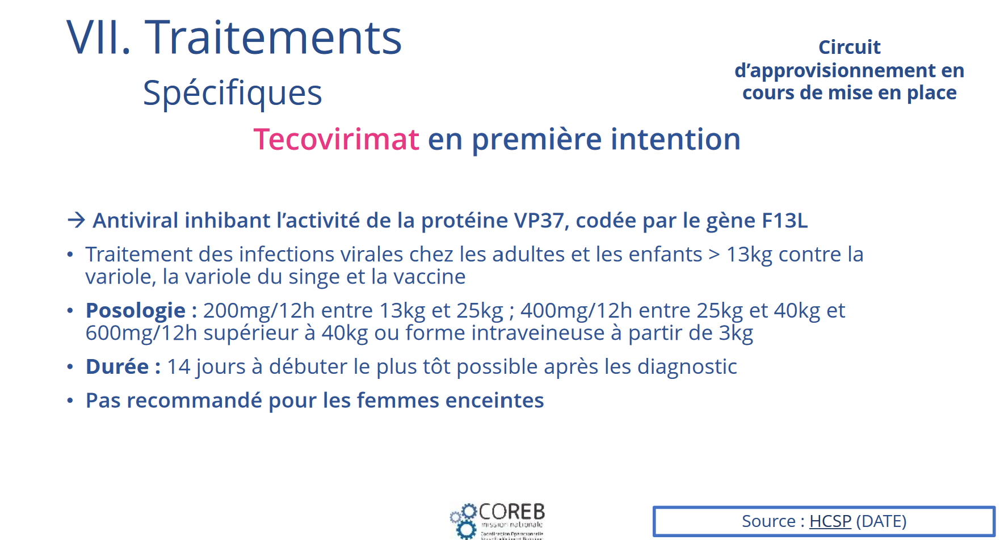 VII. Traitements
Spécifiques
Circuit
d’approvisionnement en
cours de mise en place
Tecovirimat en première intention
→ Antiviral inhibant l’activité de la protéine VP37, codée par le gène F13L
• Traitement des infections virales chez les adultes et les enfants > 13kg contre la
variole, la variole du singe et la vaccine
• Posologie : 200mg/12h entre 13kg et 25kg ; 400mg/12h entre 25kg et 40kg et
600mg/12h supérieur à 40kg ou forme intraveineuse à partir de 3kg
• Durée : 14 jours à débuter le plus tôt possible après les diagnostic
• Pas recommandé pour les femmes enceintes
COREB
mission nationale
Coordination Opérationnelle
Source : HCSP (DATE)